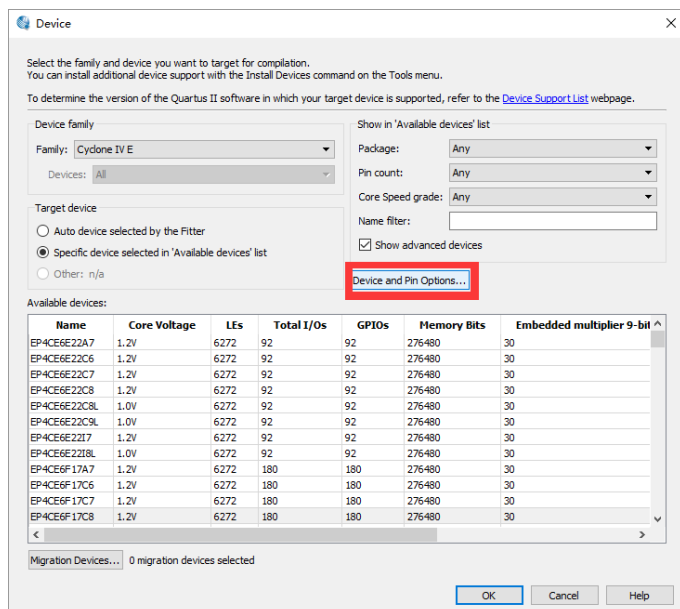 Device
Select the family and device you want to target for compilation.
You can install additional device support with the Install Devices command on the Tools menu.
To determine the version of the Quartus II software in which your target device is supported, refer to the Device Support List webpage.
Device family
Family: Cyclone IV E
Devices: All
Target device
Auto device selected by the Fitter
Specific device selected in 'Available devices' list
Other: n/a
Show in 'Available devices' list
Package: Any
Pin count: Any
Core Speed grade: Any
Name filter:
Show advanced devices
Device and Pin Options...
Available devices:
Name Core Voltage LEs Total I/Os GPIOs Memory Bits Embedded multiplier 9-bit
EP4CE6E22A7 1.2V 6272 92 92 276480 30
EP4CE6E22C6 1.2V 6272 92 92 276480 30
EP4CE6E22C7 1.2V 6272 92 92 276480 30
EP4CE6E22C8 1.2V 6272 92 92 276480 30
EP4CE6E22C8L 1.0V 6272 92 92 276480 30
EP4CE6E22C9L 1.0V 6272 92 92 276480 30
EP4CE6E22I7 1.2V 6272 92 92 276480 30
EP4CE6E22I8L 1.0V 6272 92 92 276480 30
EP4CE6F17A7 1.2V 6272 180 180 276480 30
EP4CE6F17C6 1.2V 6272 180 180 276480 30
EP4CE6F17C7 1.2V 6272 180 180 276480 30
EP4CE6F17C8 1.2V 6272 180 180 276480 30
Migration Devices... 0 migration devices selected
OK Cancel Help